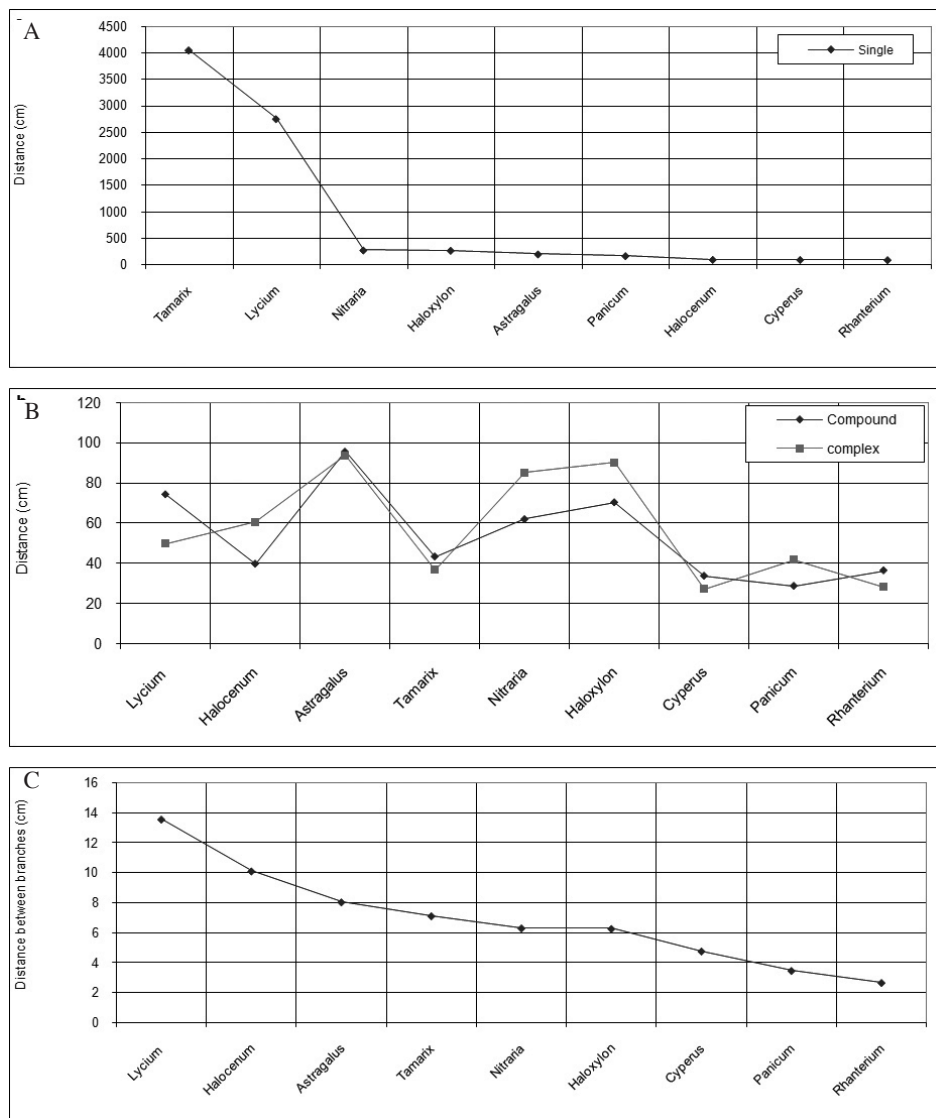 A
Distance (cm)
4500
4000
3500
3000
2500
2000
1500
1000
500
0
Single
Tamarix
Lycium
Nitraria
Haloxylon
Astragalus
Panicum
Halocenum
Cyperus
Rhanterium
B
Distance (cm)
120
100
80
60
40
20
0
Compound
complex
Lycium
Halocenum
Astragalus
Tamarix
Nitraria
Haloxylon
Cyperus
Panicum
Rhanterium
C
Distance between branches (cm)
16
14
12
10
8
6
4
2
0
Lycium
Halocenum
Astragalus
Tamarix
Nitraria
Haloxylon
Cyperus
Panicum
Rhanterium